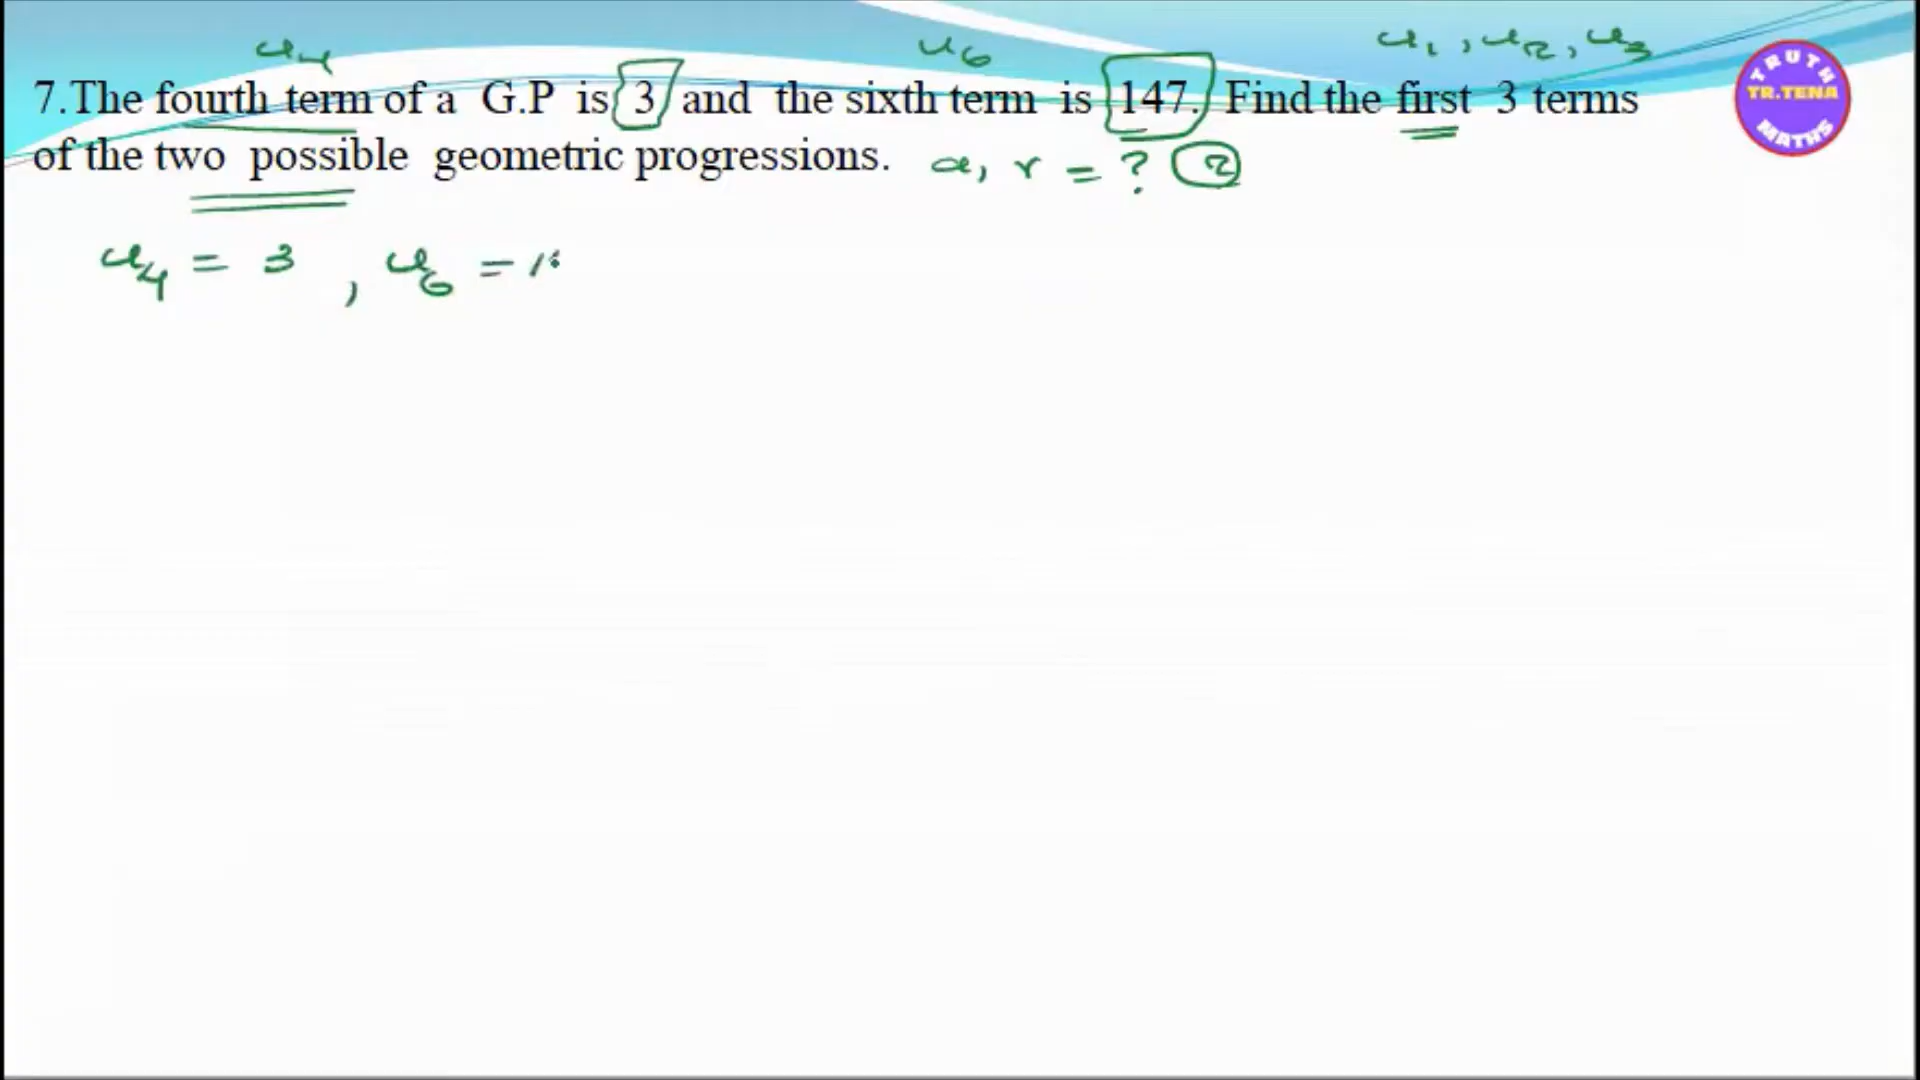 u₄ u₆ u₁, u₂, u₃
7.The fourth term of a G.P is 3 and the sixth term is 147. Find the first 3 terms
TRUTH
TR.TENA
MATHS
of the two possible geometric progressions. a, r = ? 2
u₄ = 3 , u₆ = 1